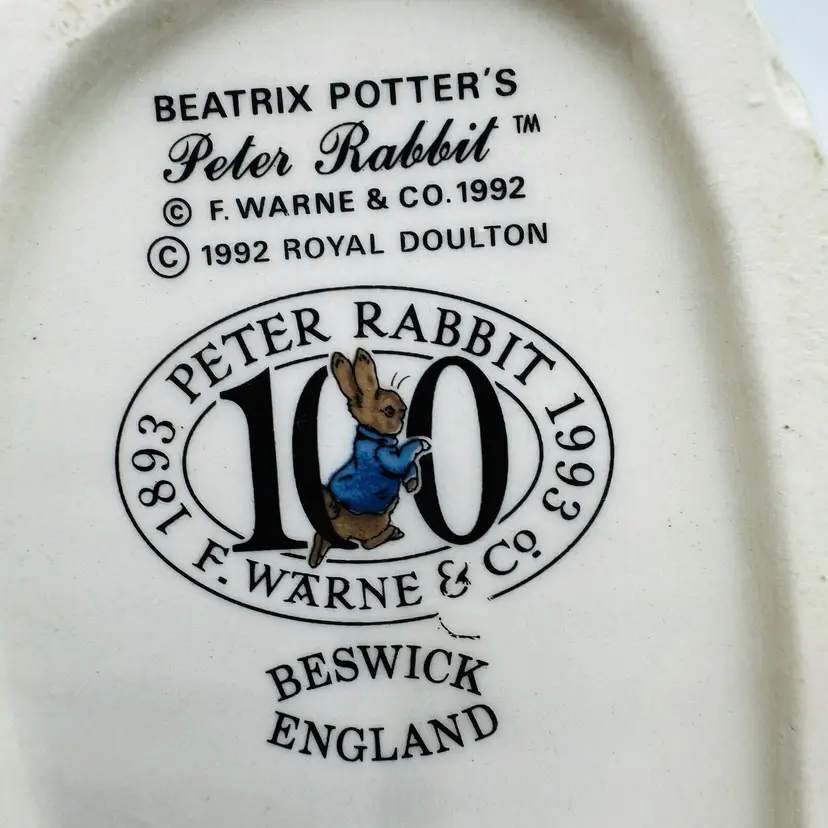 BEATRIX POTTER'S
Peter Rabbit ™
© F. WARNE & CO. 1992
© 1992 ROYAL DOULTON
1893 PETER RABBIT 1993
100
F. WARNE & Cº
BESWICK
ENGLAND